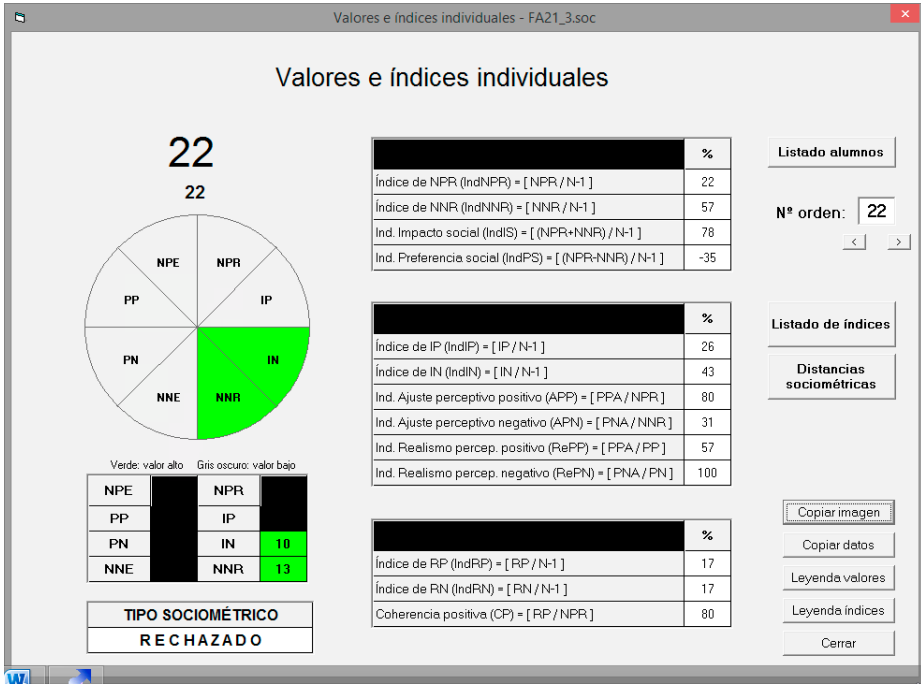 Valores e índices individuales - FA21_3.soc
Valores e índices individuales
22
22
NPE
NPR
PP
IP
PN
IN
NNE
NNR
Verde: valor alto Gris oscuro: valor bajo
NPE NPR
PP IP
PN IN 10
NNE NNR 13
TIPO SOCIOMÉTRICO
RECHAZADO
%
Índice de NPR (IndNPR) = [ NPR / N-1 ] 22
Índice de NNR (IndNNR) = [ NNR / N-1 ] 57
Ind. Impacto social (IndIS) = [ (NPR+NNR) / N-1 ] 78
Ind. Preferencia social (IndPS) = [ (NPR-NNR) / N-1 ] -35
%
Índice de IP (IndIP) = [ IP / N-1 ] 26
Índice de IN (IndIN) = [ IN / N-1 ] 43
Ind. Ajuste perceptivo positivo (APP) = [ PPA / NPR ] 80
Ind. Ajuste perceptivo negativo (APN) = [ PNA / NNR ] 31
Ind. Realismo percep. positivo (RePP) = [ PPA / PP ] 57
Ind. Realismo percep. negativo (RePN) = [ PNA / PN ] 100
%
Índice de RP (IndRP) = [ RP / N-1 ] 17
Índice de RN (IndRN) = [ RN / N-1 ] 17
Coherencia positiva (CP) = [ RP / NPR ] 80
Listado alumnos
Nº orden: 22
< >
Listado de índices
Distancias
sociométricas
Copiar imagen
Copiar datos
Leyenda valores
Leyenda índices
Cerrar